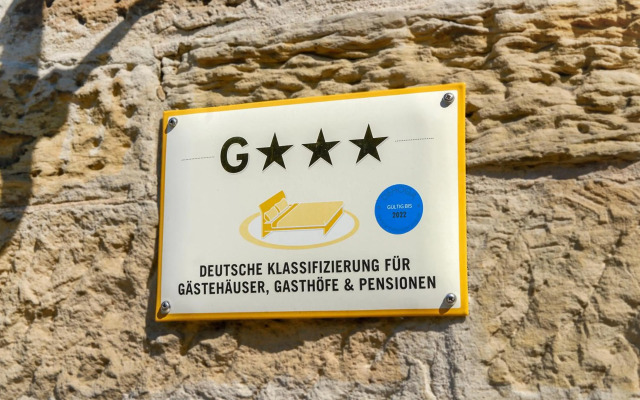 G★★★
GÜLTIG BIS
2022
DEUTSCHE KLASSIFIZIERUNG FÜR
GÄSTEHÄUSER, GASTHÖFE & PENSIONEN